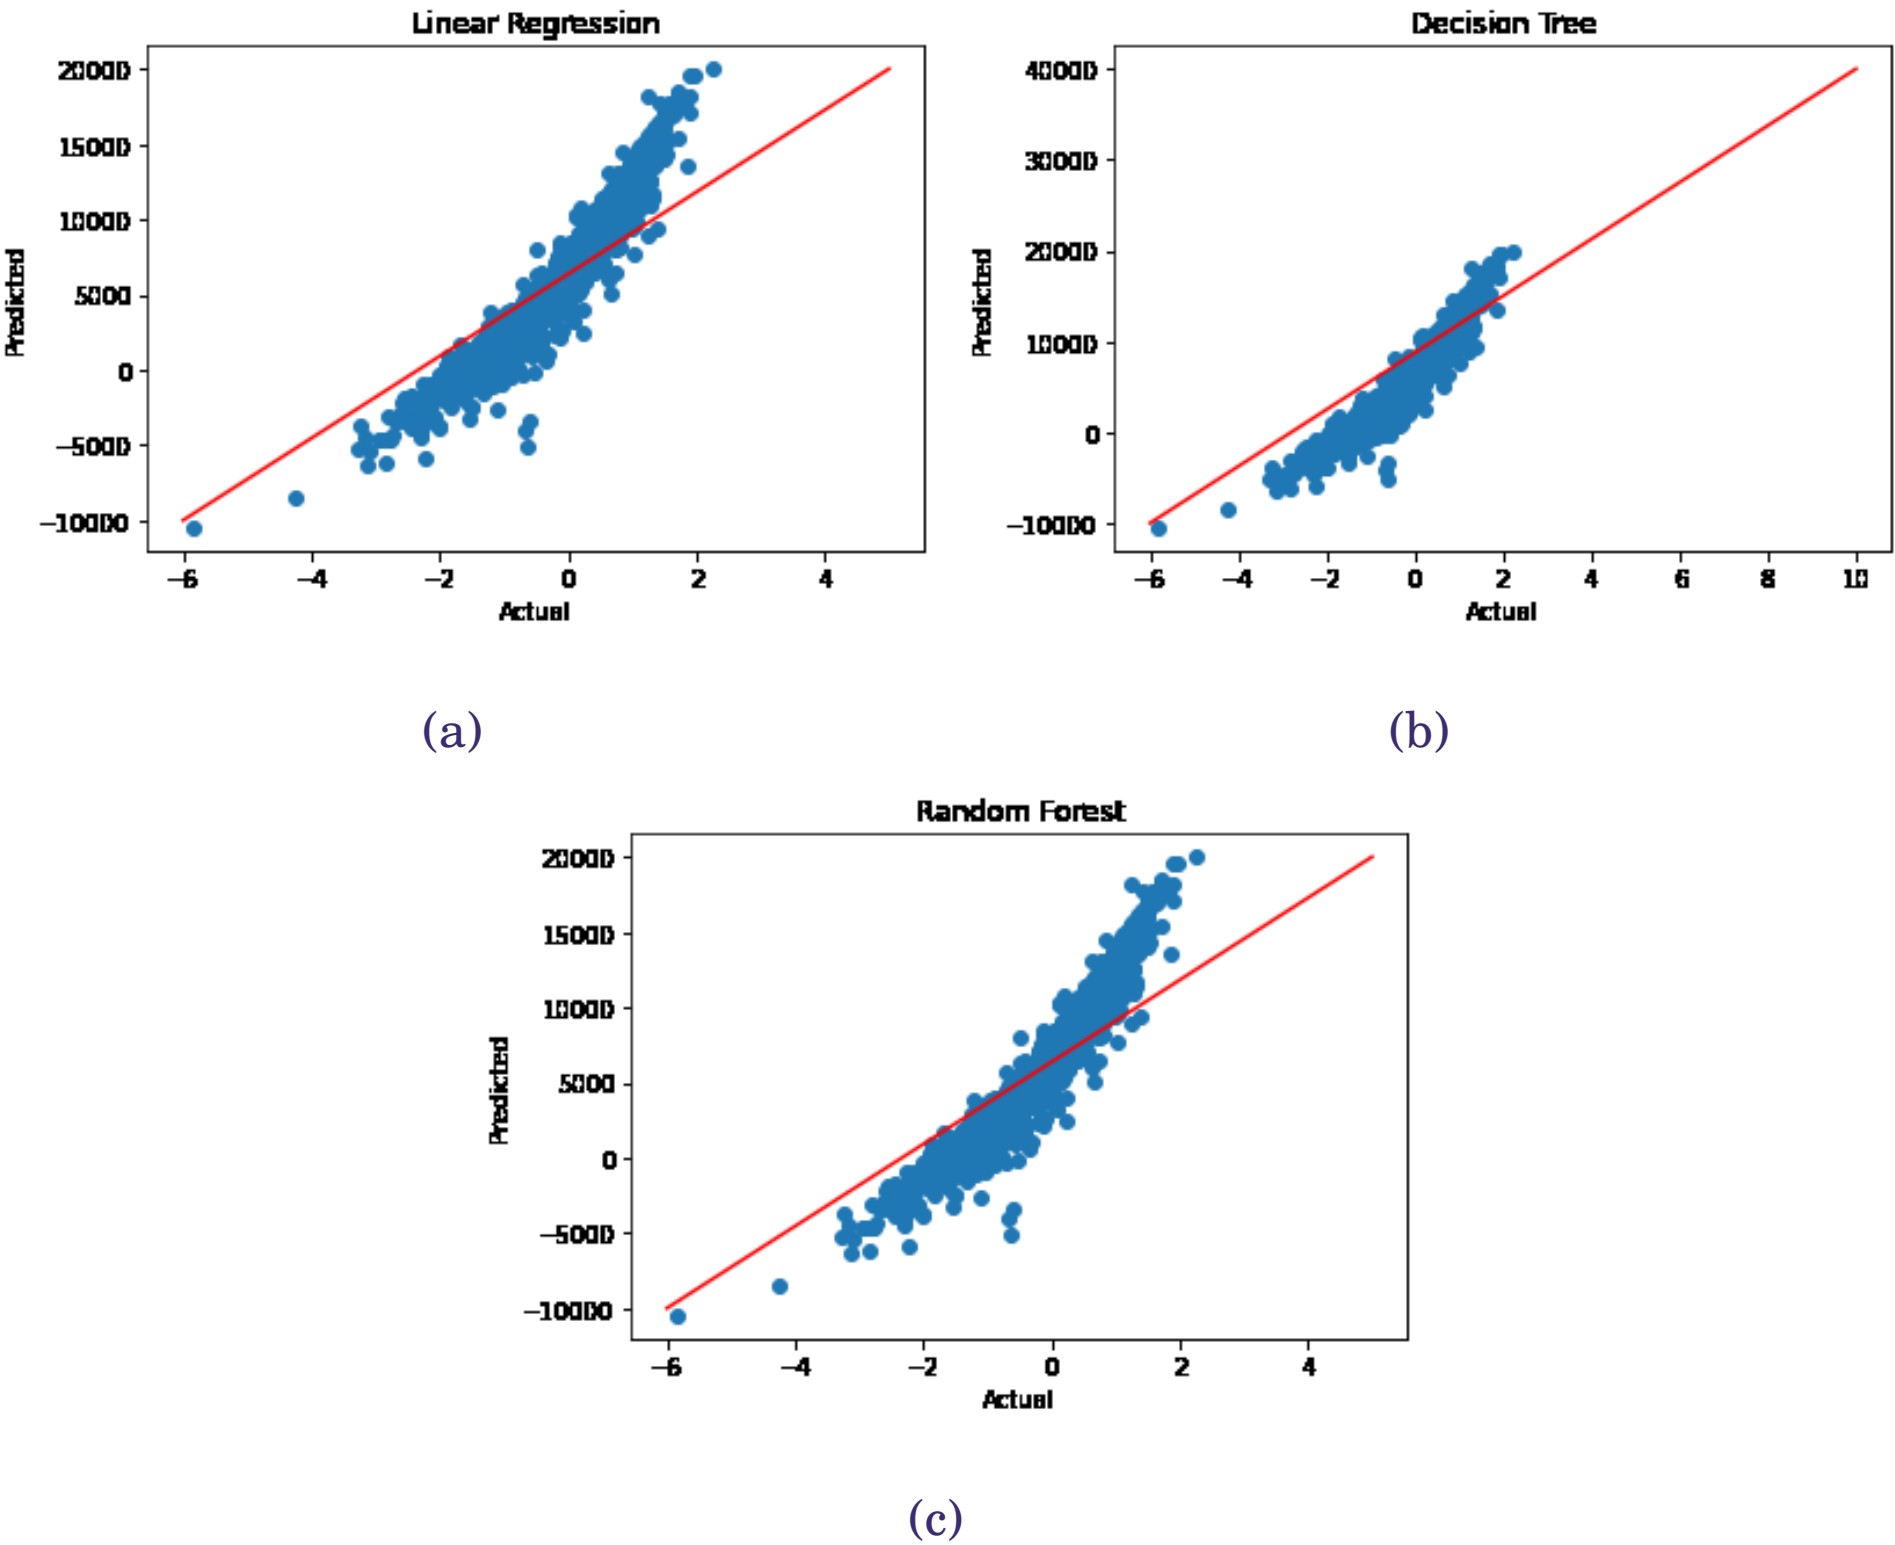 Linear Regression
Predicted
20000
15000
10000
5000
0
−5000
−10000
−6 −4 −2 0 2 4
Actual
(a)
Decision Tree
Predicted
40000
30000
20000
10000
0
−10000
−6 −4 −2 0 2 4 6 8 10
Actual
(b)
Random Forest
Predicted
20000
15000
10000
5000
0
−5000
−10000
−6 −4 −2 0 2 4
Actual
(c)